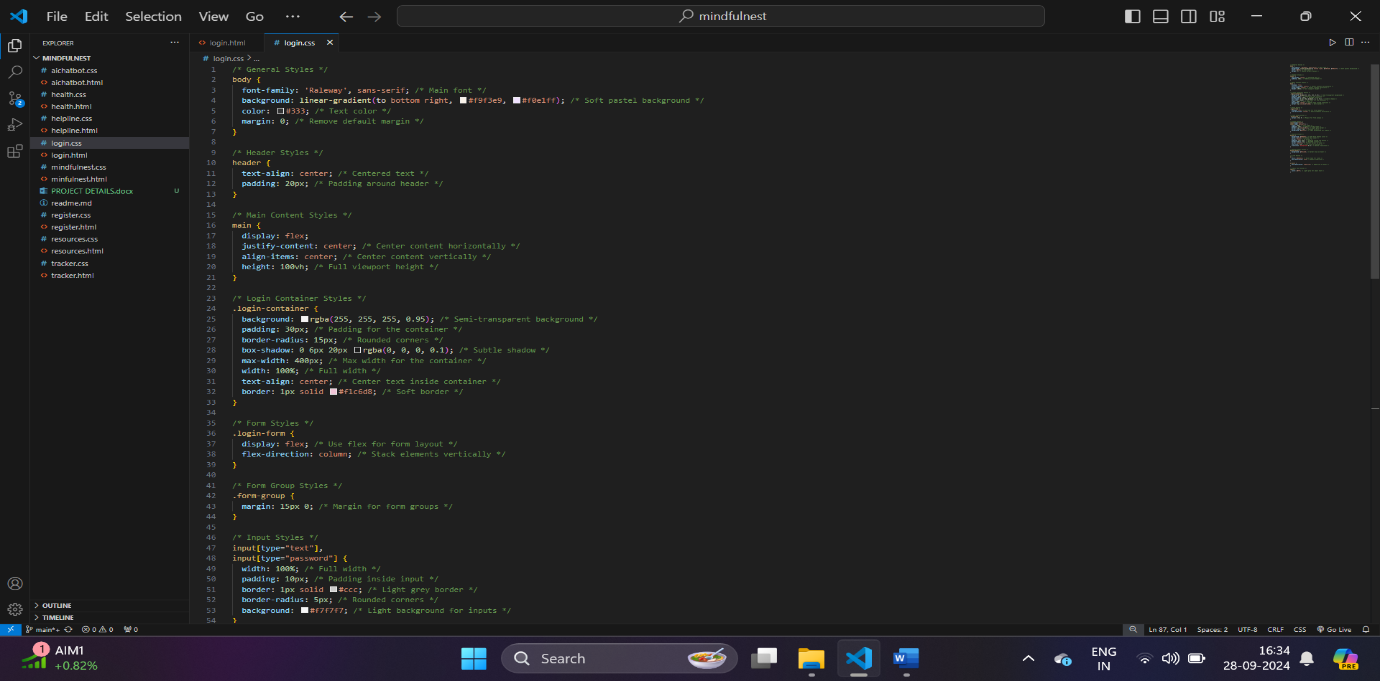 File Edit Selection View Go ··· mindfulnest
EXPLORER ···
MINDFULNEST
# aichatbot.css
<> aichatbot.html
# health.css
<> health.html
# helpline.css
<> helpline.html
# login.css
<> login.html
# mindfulnest.css
<> minfulnest.html
PROJECT DETAILS.docx U
readme.md
# register.css
<> register.html
# resources.css
<> resources.html
# tracker.css
<> tracker.html
OUTLINE
TIMELINE
2
<> login.html # login.css ×
# login.css > ...
1 /* General Styles */
2 body {
3 font-family: 'Raleway', sans-serif; /* Main font */
4 background: linear-gradient(to bottom right, #f9f3e9, #f0e1ff); /* Soft pastel background */
5 color: #333; /* Text color */
6 margin: 0; /* Remove default margin */
7 }
8
9 /* Header Styles */
10 header {
11 text-align: center; /* Centered text */
12 padding: 20px; /* Padding around header */
13 }
14
15 /* Main Content Styles */
16 main {
17 display: flex;
18 justify-content: center; /* Center content horizontally */
19 align-items: center; /* Center content vertically */
20 height: 100vh; /* Full viewport height */
21 }
22
23 /* Login Container Styles */
24 .login-container {
25 background: rgba(255, 255, 255, 0.95); /* Semi-transparent background */
26 padding: 30px; /* Padding for the container */
27 border-radius: 15px; /* Rounded corners */
28 box-shadow: 0 6px 20px rgba(0, 0, 0, 0.1); /* Subtle shadow */
29 max-width: 400px; /* Max width for the container */
30 width: 100%; /* Full width */
31 text-align: center; /* Center text inside container */
32 border: 1px solid #f1c6d8; /* Soft border */
33 }
34
35 /* Form Styles */
36 .login-form {
37 display: flex; /* Use flex for form layout */
38 flex-direction: column; /* Stack elements vertically */
39 }
40
41 /* Form Group Styles */
42 .form-group {
43 margin: 15px 0; /* Margin for form groups */
44 }
45
46 /* Input Styles */
47 input[type="text"],
48 input[type="password"] {
49 width: 100%; /* Full width */
50 padding: 10px; /* Padding inside input */
51 border: 1px solid #ccc; /* Light grey border */
52 border-radius: 5px; /* Rounded corners */
53 background: #f7f7f7; /* Light background for inputs */
54 }
main*+ 0 0 0 Ln 87, Col 1 Spaces: 2 UTF-8 CRLF CSS Go Live
1 AIM1
+0.82%
Search
ENG
IN
16:34
28-09-2024
PRE